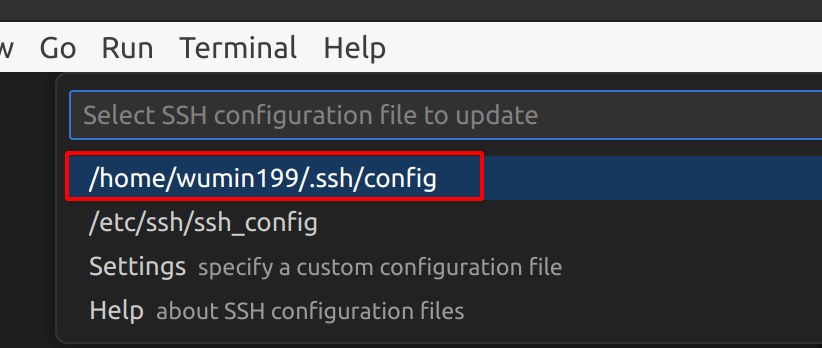 Go Run Terminal Help
Select SSH configuration file to update
/home/wumin199/.ssh/config
/etc/ssh/ssh_config
Settings specify a custom configuration file
Help about SSH configuration files